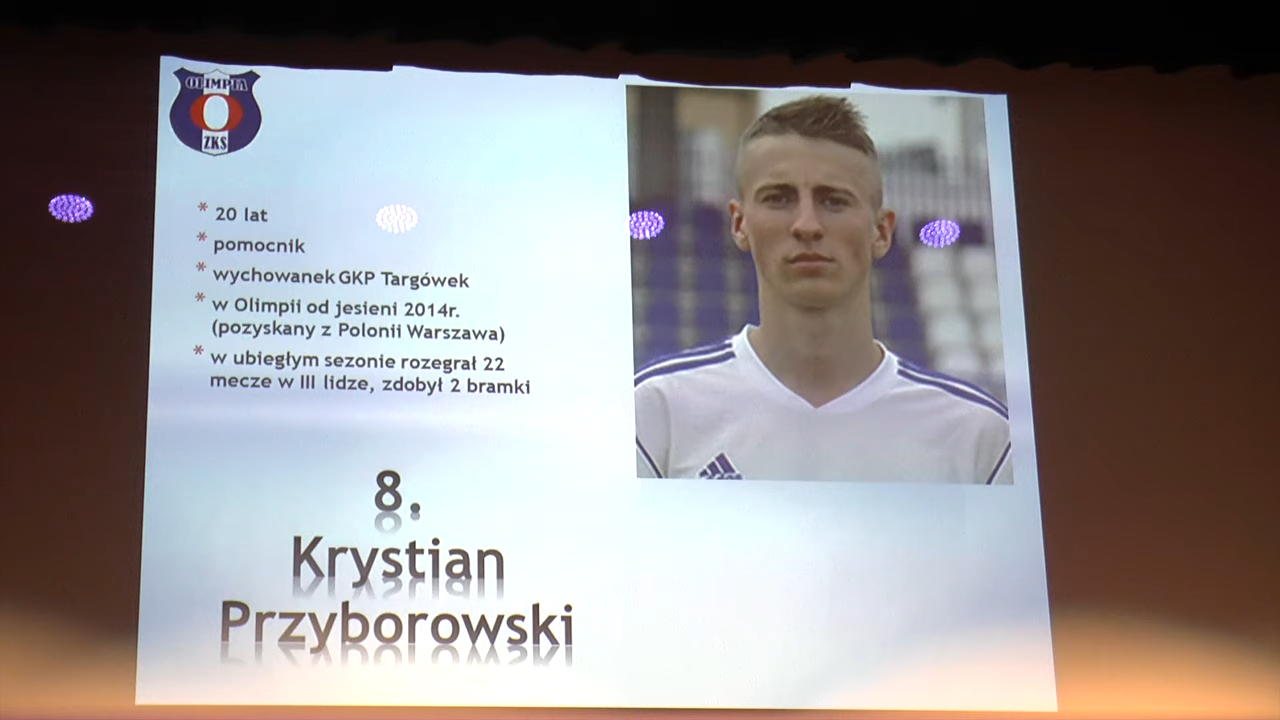 OLIMPIA
ZKS
* 20 lat
* pomocnik
* wychowanek GKP Targówek
* w Olimpii od jesieni 2014r.
(pozyskany z Polonii Warszawa)
* w ubiegłym sezonie rozegrał 22
mecze w III lidze, zdobył 2 bramki
8.
Krystian
Przyborowski